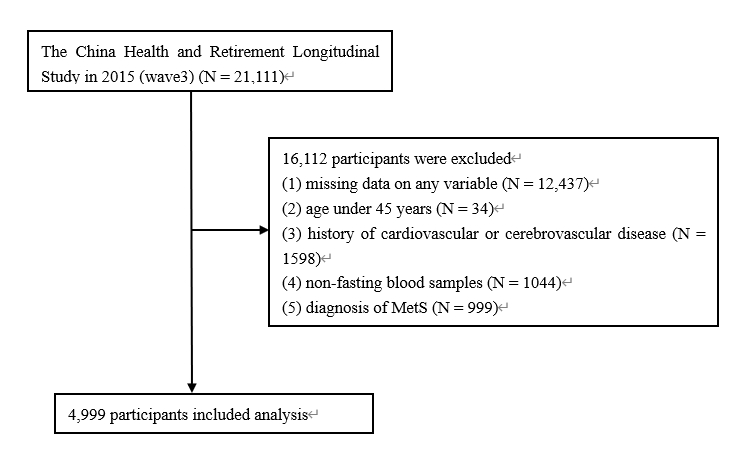 The China Health and Retirement Longitudinal
Study in 2015 (wave3) (N = 21,111)↵
16,112 participants were excluded↵
(1) missing data on any variable (N = 12,437)↵
(2) age under 45 years (N = 34)↵
(3) history of cardiovascular or cerebrovascular disease (N =
1598)↵
(4) non-fasting blood samples (N = 1044)↵
(5) diagnosis of MetS (N = 999)↵
4,999 participants included analysis↵